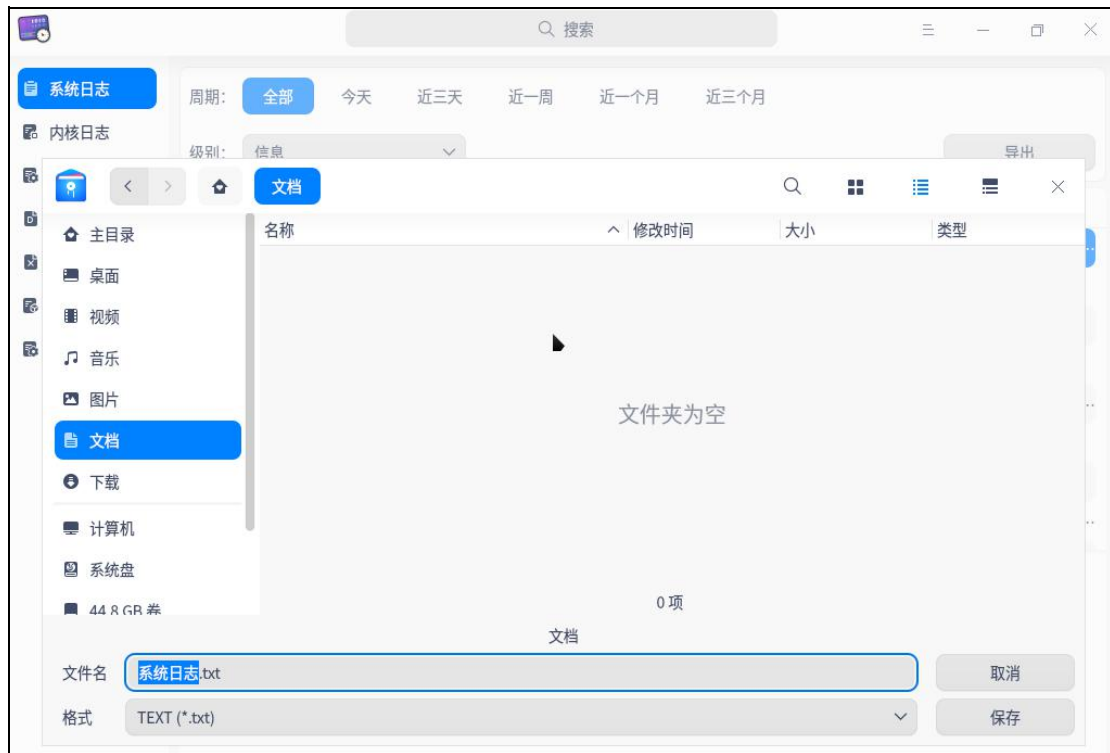 搜索
系统日志
内核日志
周期：
全部
今天
近三天
近一周
近一个月
近三个月
级别：
信息
导出
文档
主目录
桌面
视频
音乐
图片
文档
下载
计算机
系统盘
44.8 GB 卷
名称
修改时间
大小
类型
文件夹为空
0 项
文档
文件名
系统日志.txt
取消
格式
TEXT (*.txt)
保存